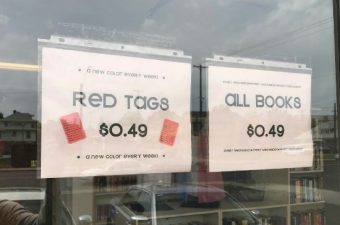 a new color every week!
RED TAGS
$0.49
a new color every week!
ALL BOOKS
$0.49